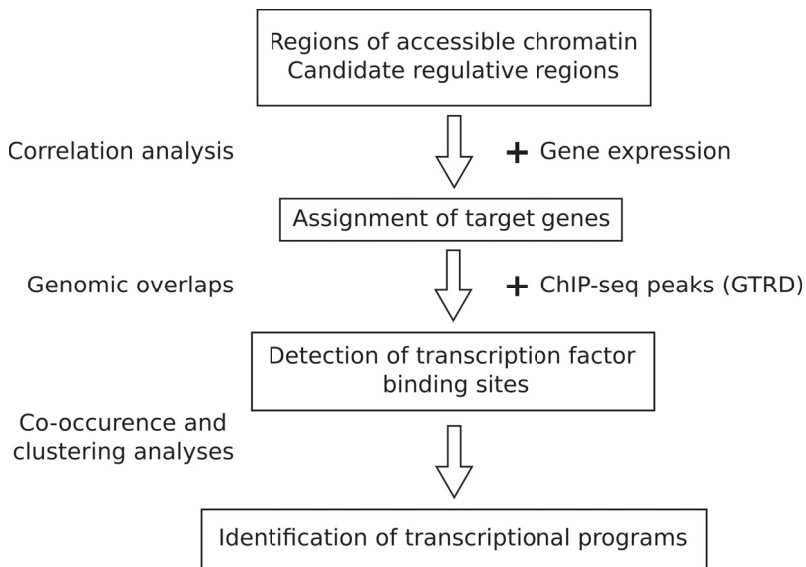 Regions of accessible chromatin
Candidate regulative regions
Correlation analysis
+ Gene expression
Assignment of target genes
Genomic overlaps
+ ChIP-seq peaks (GTRD)
Detection of transcription factor
binding sites
Co-occurence and
clustering analyses
Identification of transcriptional programs